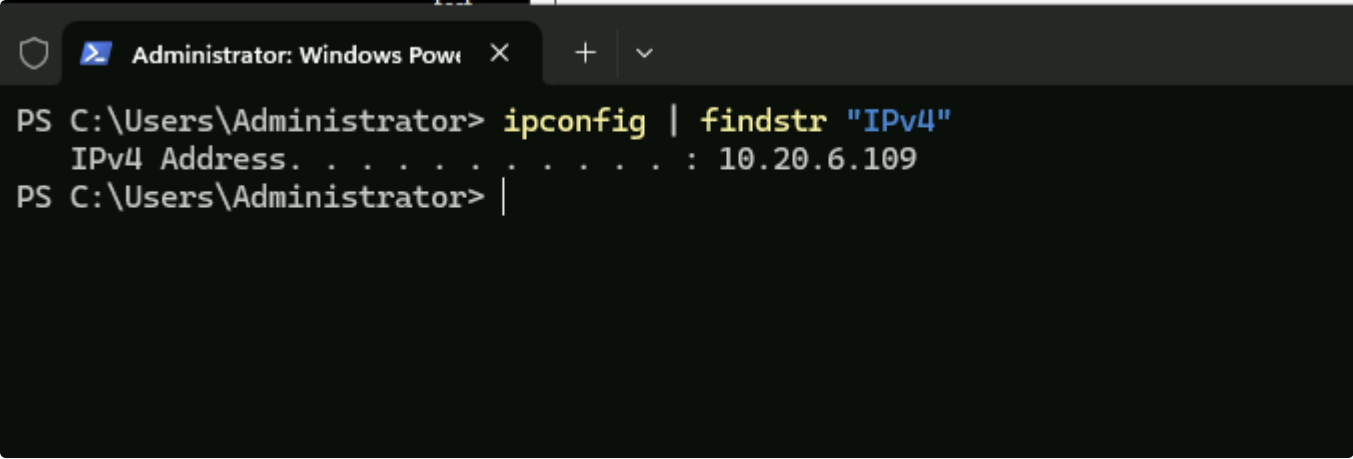 Administrator: Windows Powe
PS C:\Users\Administrator> ipconfig | findstr "IPv4"
   IPv4 Address. . . . . . . . . . . : 10.20.6.109
PS C:\Users\Administrator>